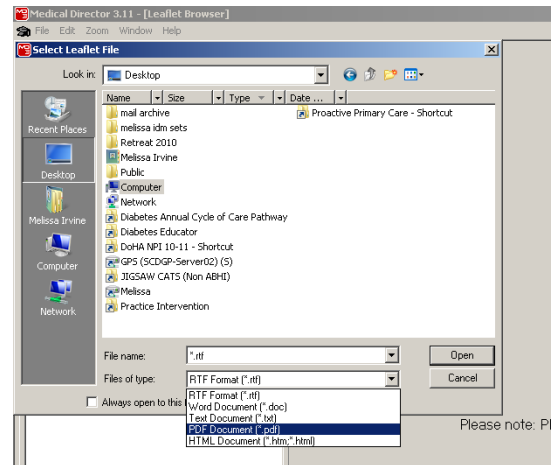 Medical Director 3.11 - [Leaflet Browser]
File Edit Zoom Window Help
Select Leaflet File
Look in: Desktop
Name Size Type Date ...
Recent Places
Desktop
Melissa Irvine
Computer
Network
mail archive
melissa idm sets
Retreat 2010
Melissa Irvine
Public
Computer
Network
Diabetes Annual Cycle of Care Pathway
Diabetes Educator
DoHA NPI 10-11 - Shortcut
GPS (SCDGP-Server02) (S)
JIGSAW CATS (Non ABHI)
Melissa
Practice Intervention
Proactive Primary Care - Shortcut
File name: *.rtf Open
Files of type: RTF Format (*.rtf) Cancel
Always open to this
RTF Format (*.rtf)
Word Document (*.doc)
Text Document (*.txt)
PDF Document (*.pdf)
HTML Document (*.htm;*.html)
Please note: Pl